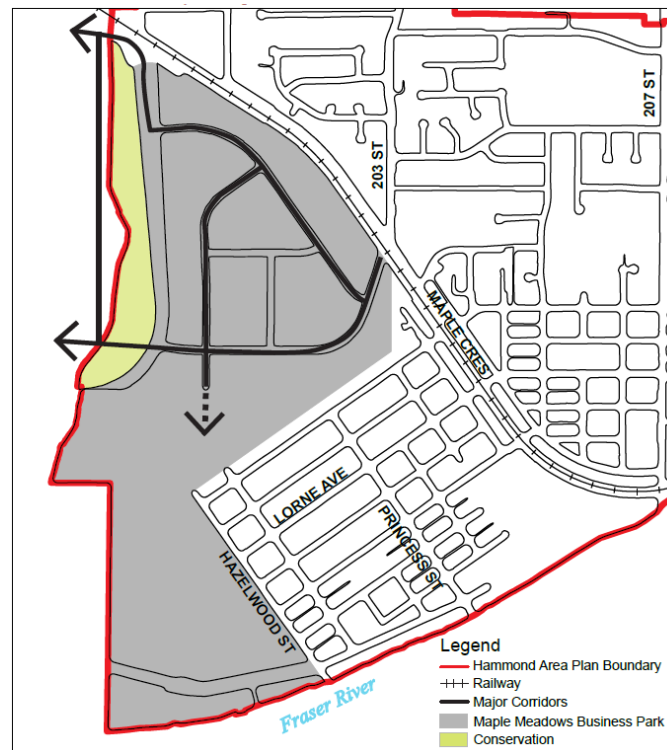 207 ST
203 ST
MAPLE CRES
LORNE AVE
PRINCESS ST
HAZELWOOD ST
Fraser River
Legend
Hammond Area Plan Boundary
Railway
Major Corridors
Maple Meadows Business Park
Conservation